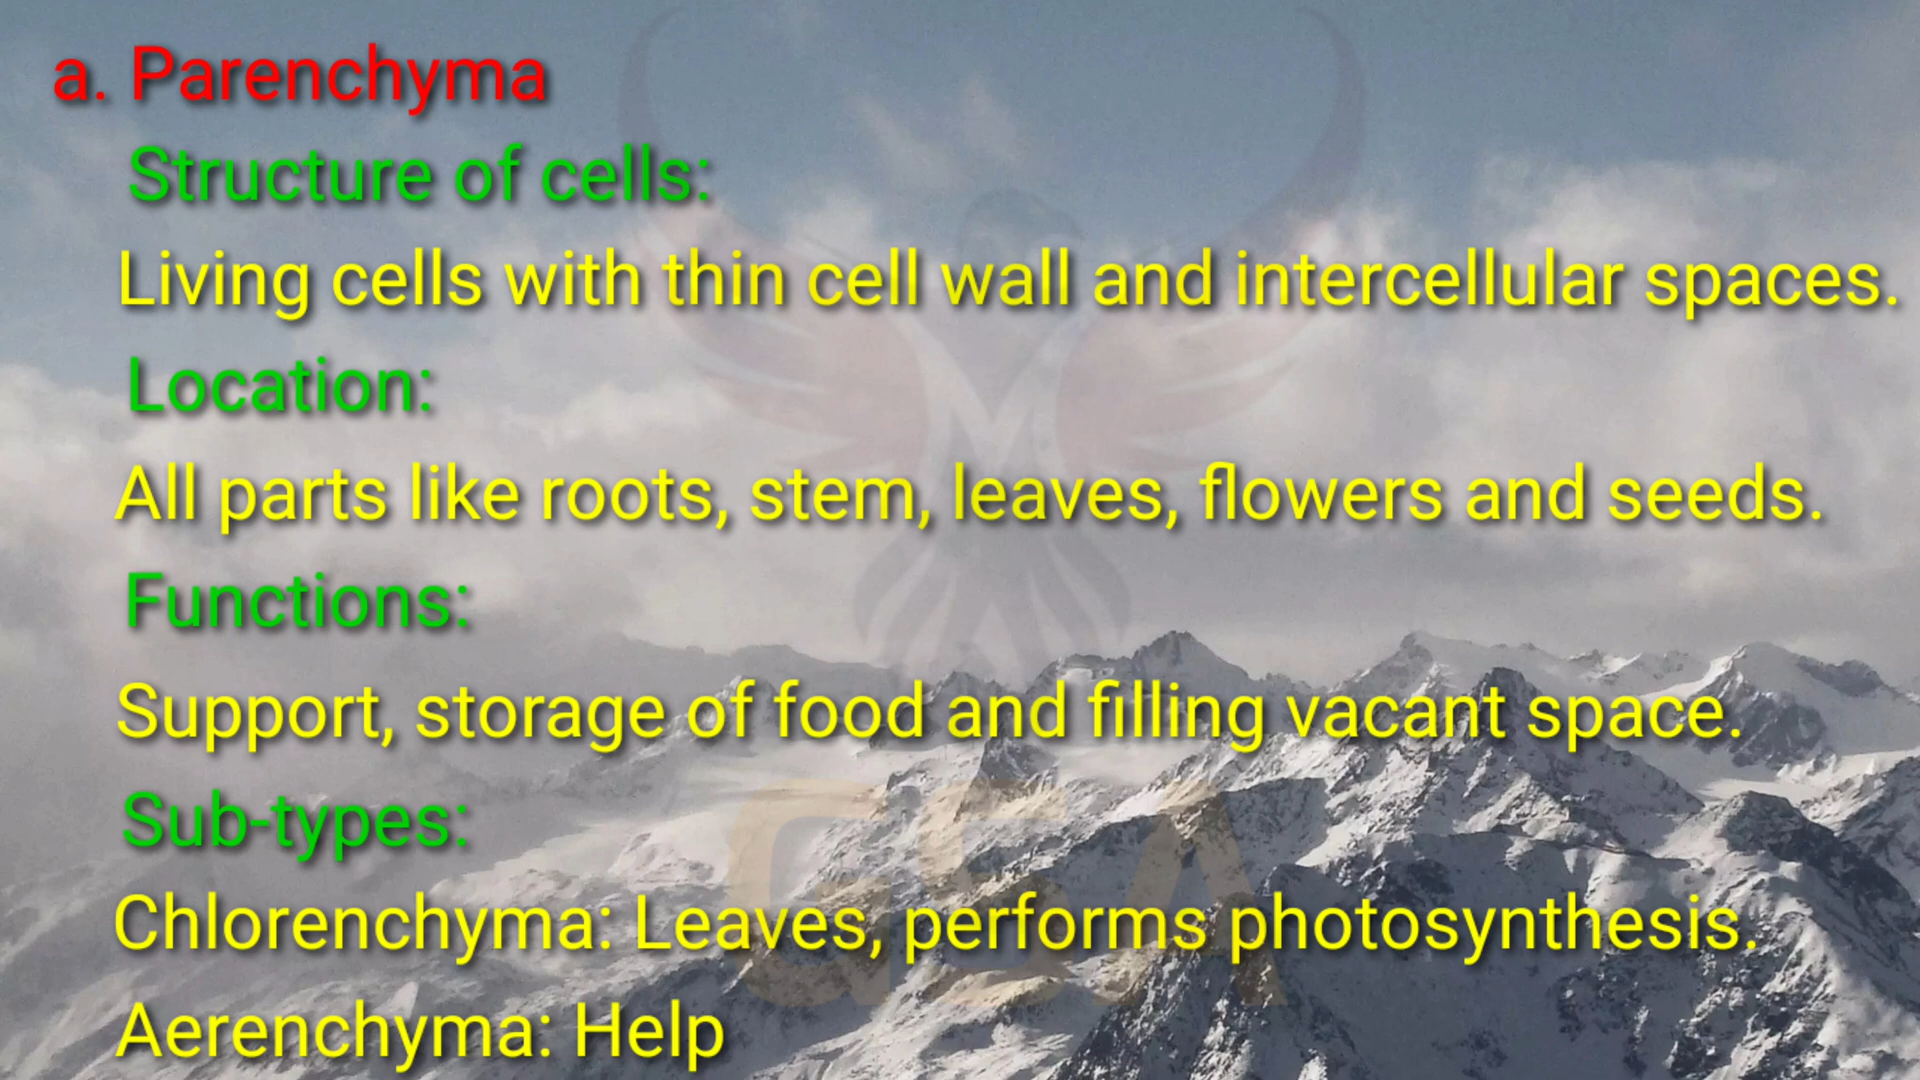 a. Parenchyma
Structure of cells:
Living cells with thin cell wall and intercellular spaces.
Location:
All parts like roots, stem, leaves, flowers and seeds.
Functions:
Support, storage of food and filling vacant space.
Sub-types:
Chlorenchyma: Leaves, performs photosynthesis.
Aerenchyma: Help
GSA